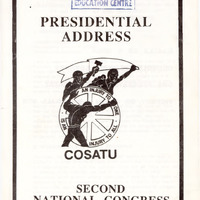 EDUCATION CENTRE
PRESIDENTIAL
ADDRESS
AN INJURY TO ONE
IS AN
INJURY TO ALL
COSATU
SECOND
NATIONAL CONGRESS